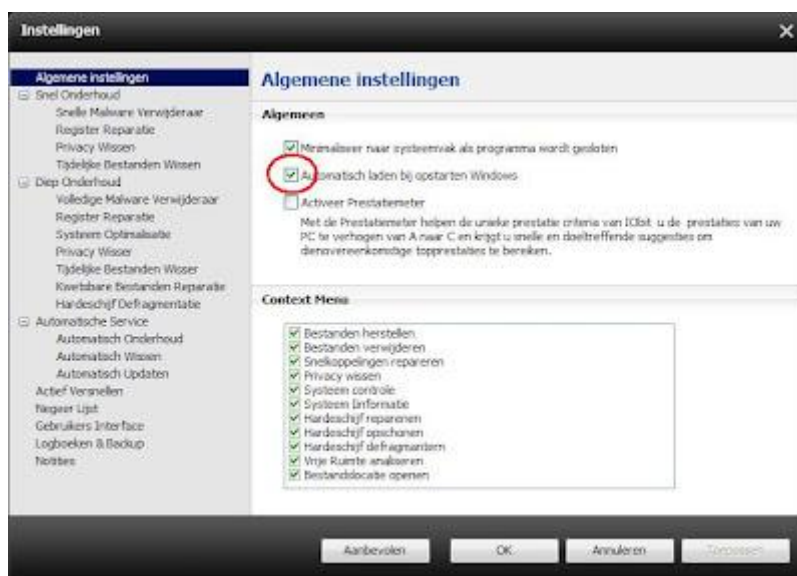 Instellingen
Algemene instellingen
Snel Onderhoud
Snelle Malware Verwijderaar
Register Reparatie
Privacy Wissen
Tijdelijke Bestanden Wissen
Diep Onderhoud
Volledige Malware Verwijderaar
Register Reparatie
Systeem Optimalisatie
Privacy Wisser
Tijdelijke Bestanden Wisser
Kwetsbare Bestanden Reparatie
Hardeschijf Defragmentatie
Automatische Service
Automatisch Onderhoud
Automatisch Wissen
Automatisch Updaten
Actief Versnellen
Negeer Lijst
Gebruikers Interface
Logboeken & Backup
Notities
Algemene instellingen
Algemeen
Minimaliseer naar systeemvak als programma wordt gesloten
Automatisch laden bij opstarten Windows
Activeer Prestatiemeter
Met de Prestatiemeter helpen de unieke prestatie criteria van IObit u de prestaties van uw
PC te verhogen van A naar C en krijgt u snelle en doeltreffende suggesties om
dienovereenkomstige topprestaties te bereiken.
Context Menu
Bestanden herstellen
Bestanden verwijderen
Snelkoppelingen repareren
Privacy wissen
Systeem controle
Systeem Informatie
Hardeschijf repareren
Hardeschijf opschonen
Hardeschijf defragmantern
Vrije Ruimte analiseren
Bestandslocatie openen
Aanbevolen
OK
Annuleren
Toepassen